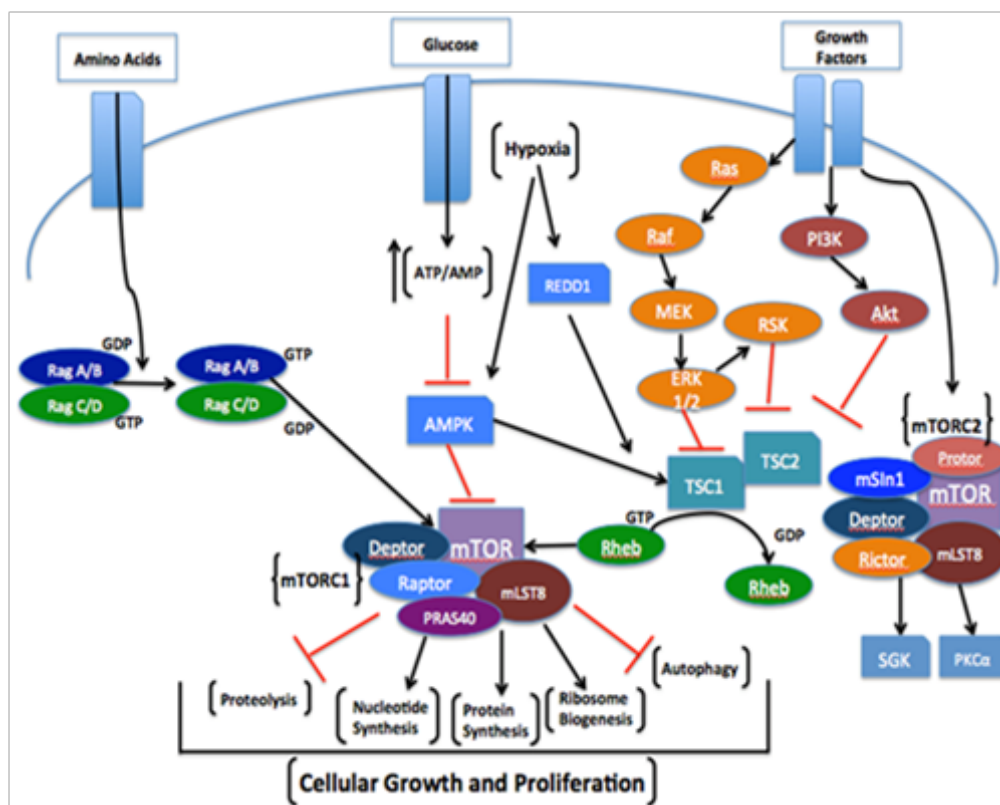 Amino Acids
Glucose
Growth
Factors
Hypoxia
Ras
Raf
PI3K
ATP/AMP
REDD1
MEK
RSK
Akt
GDP
Rag A/B
Rag C/D
GTP
Rag A/B
GTP
Rag C/D
GDP
ERK
1/2
AMPK
mTORC2
Protor
TSC2
TSC1
mSIn1
mTOR
Deptor
Rictor
mLST8
GTP
GDP
Deptor
mTOR
Rheb
Rheb
mTORC1
Raptor
mLST8
PRAS40
SGK
PKCα
Proteolysis
Nucleotide
Synthesis
Protein
Synthesis
Ribosome
Biogenesis
Autophagy
Cellular Growth and Proliferation